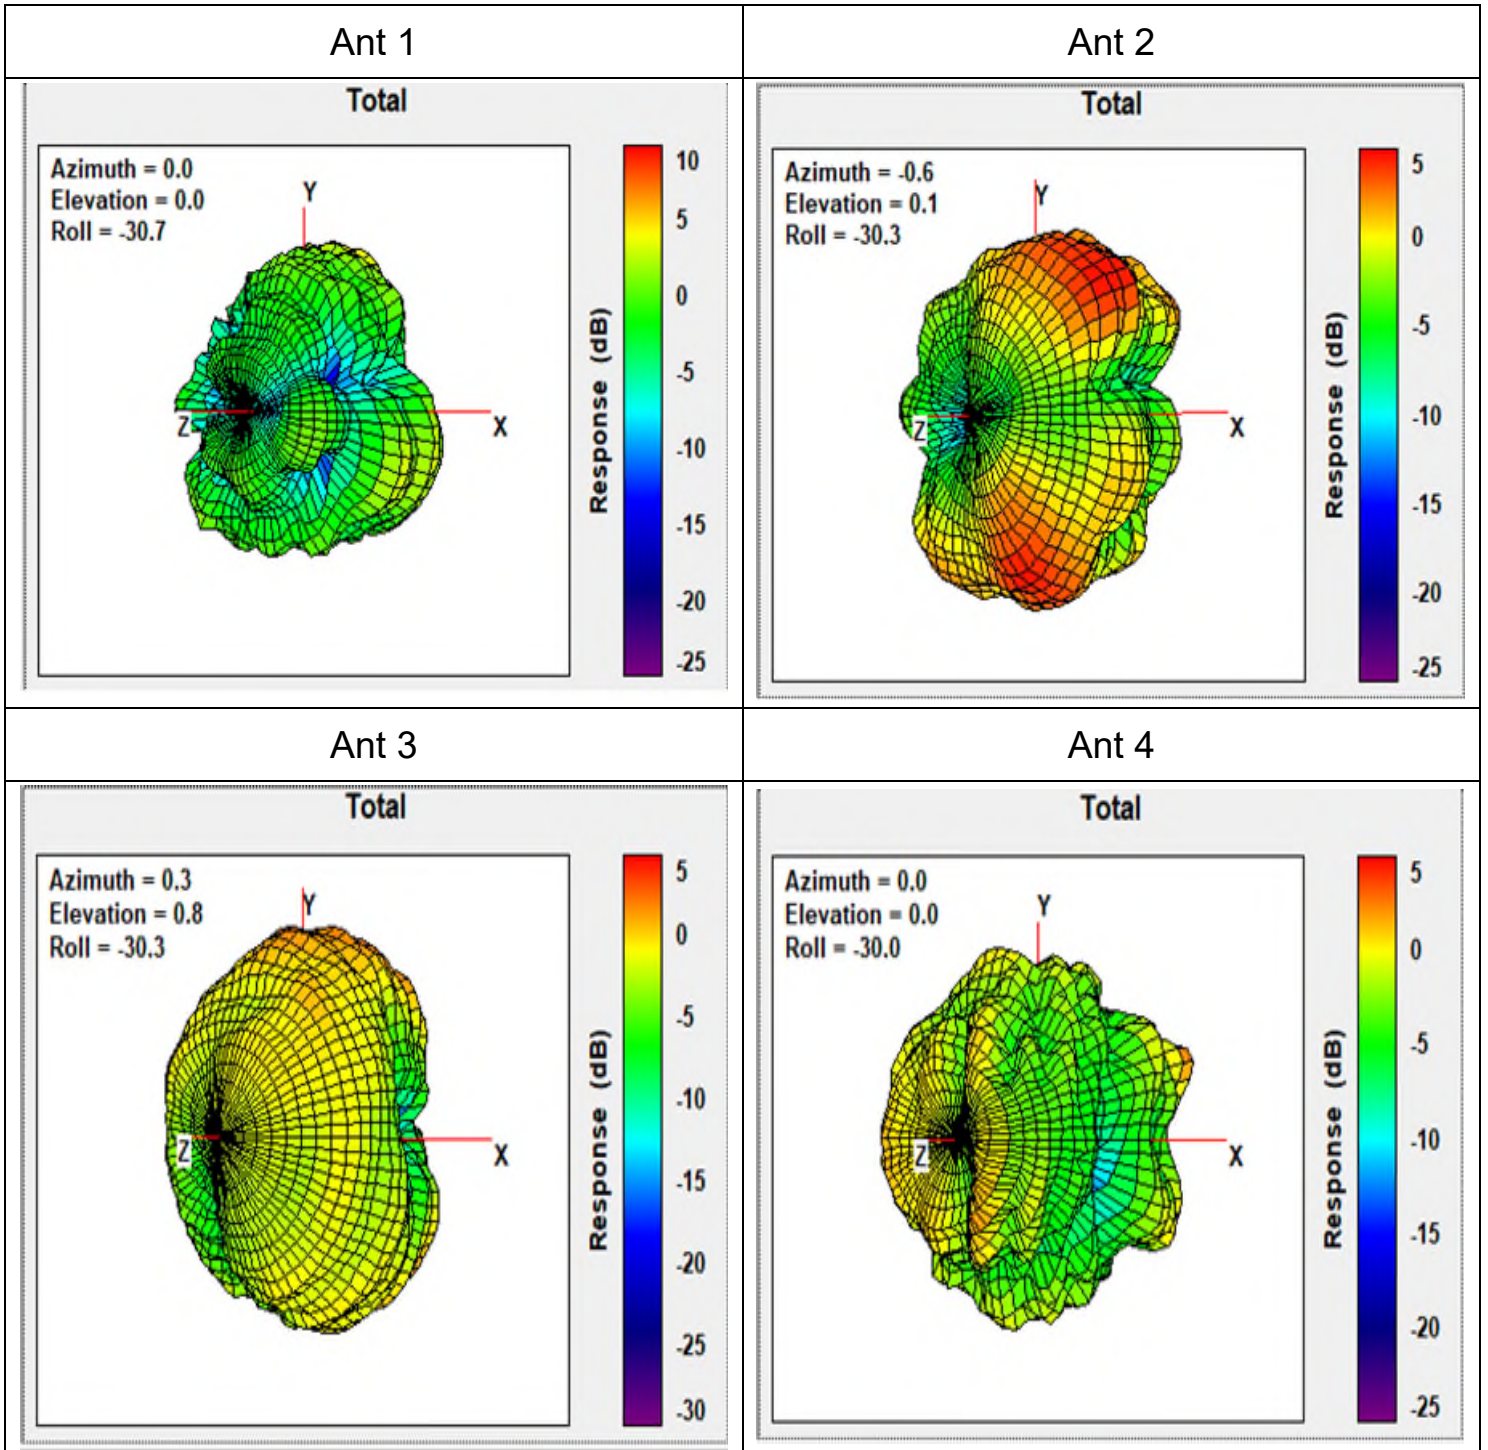 Ant 1
Ant 2
Total
Azimuth = 0.0
Elevation = 0.0
Roll = -30.7
Y
X
Z
Response (dB)
10
5
0
-5
-10
-15
-20
-25
Total
Azimuth = -0.6
Elevation = 0.1
Roll = -30.3
Y
X
Z
Response (dB)
5
0
-5
-10
-15
-20
-25
Ant 3
Ant 4
Total
Azimuth = 0.3
Elevation = 0.8
Roll = -30.3
Y
X
Z
Response (dB)
5
0
-5
-10
-15
-20
-25
-30
Total
Azimuth = 0.0
Elevation = 0.0
Roll = -30.0
Y
X
Z
Response (dB)
5
0
-5
-10
-15
-20
-25